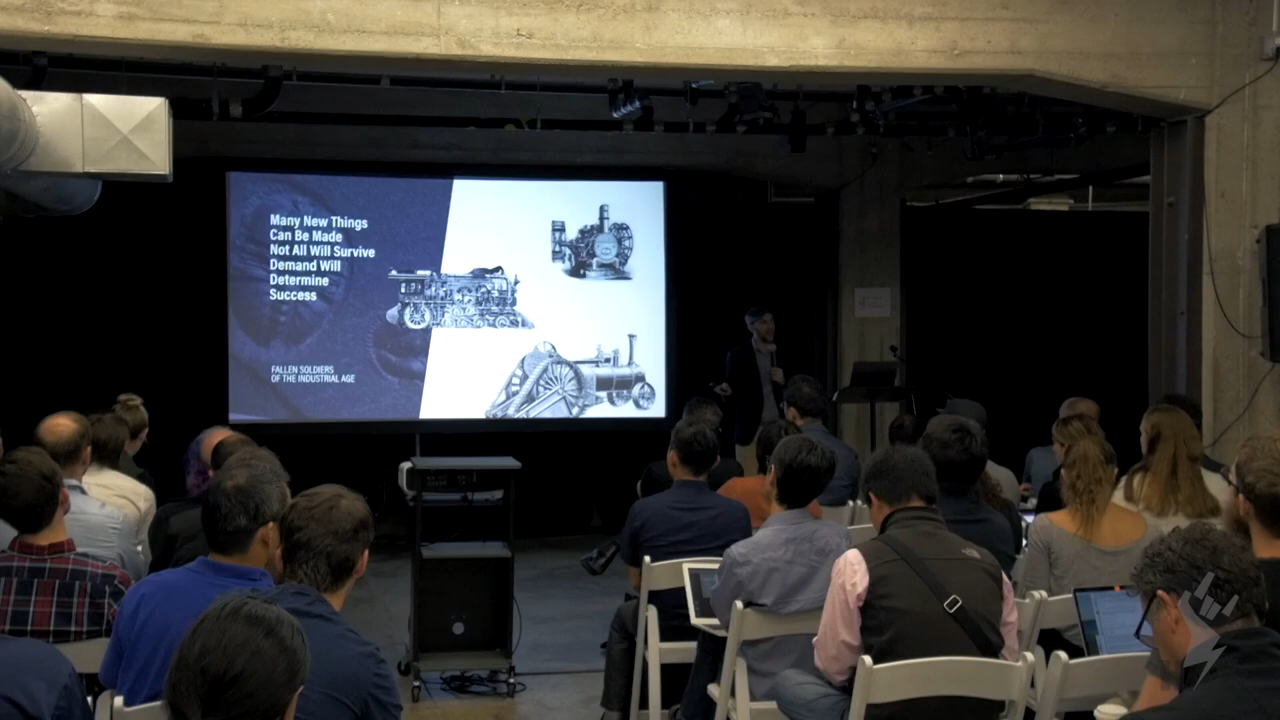 Many New Things
Can Be Made
Not All Will Survive
Demand Will
Determine
Success
FALLEN SOLDIERS
OF THE INDUSTRIAL AGE